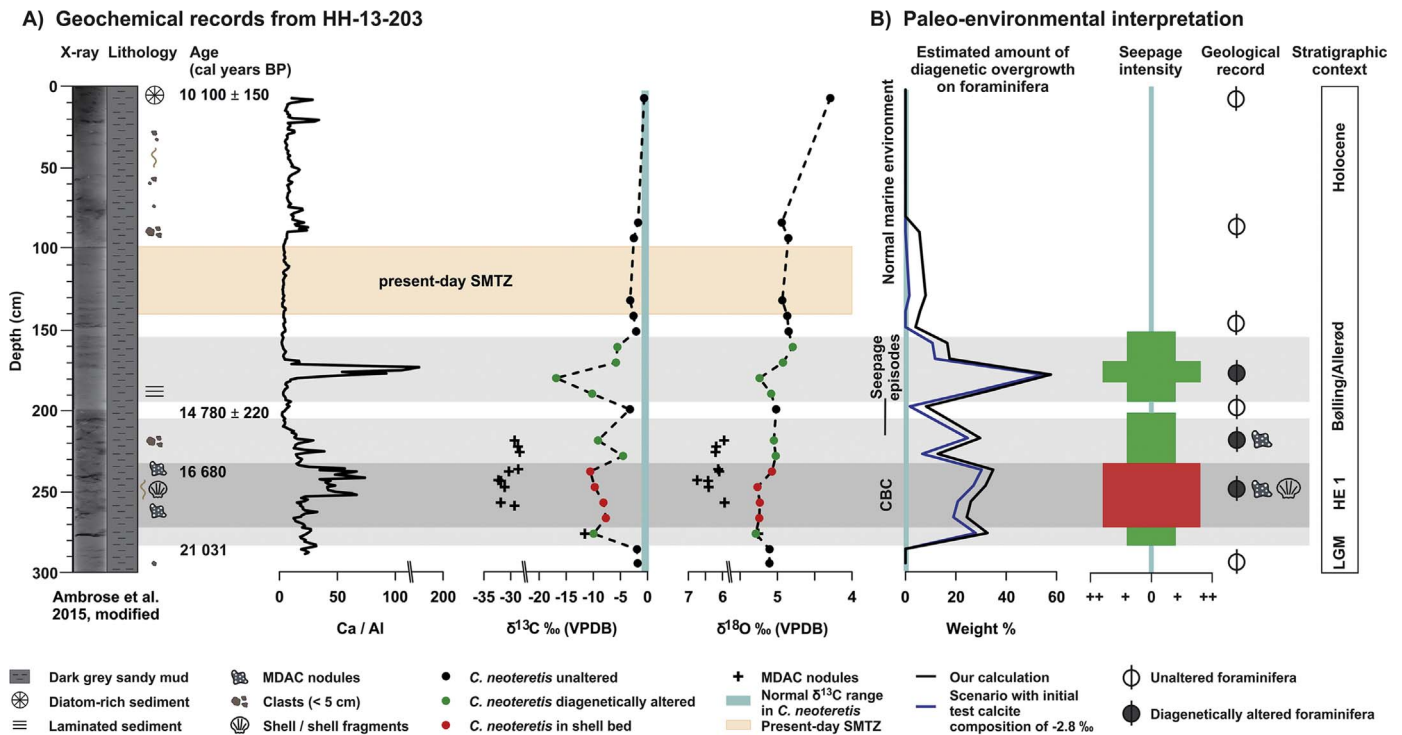 A) Geochemical records from HH-13-203
B) Paleo-environmental interpretation
X-ray Lithology Age
(cal years BP)
Estimated amount of
diagenetic overgrowth
on foraminifera
Seepage
intensity
Geological
record
Stratigraphic
context
0
50
100
150
200
250
300
Depth (cm)
10 100 ± 150
14 780 ± 220
16 680
21 031
present-day SMTZ
Normal marine environment
Seepage
episodes
CBC
Holocene
Bølling/Allerød
HE 1
LGM
Ambrose et al.
2015, modified
0 50 100 200
Ca / Al
-35 -30 -20 -15 -10 -5 0
δ13C ‰ (VPDB)
7 6 5 4
δ18O ‰ (VPDB)
0 20 40 60
Weight %
++ + 0 + ++
Dark grey sandy mud
Diatom-rich sediment
Laminated sediment
MDAC nodules
Clasts (< 5 cm)
Shell / shell fragments
C. neoteretis unaltered
C. neoteretis diagenetically altered
C. neoteretis in shell bed
MDAC nodules
Normal δ13C range
in C. neoteretis
Present-day SMTZ
Our calculation
Scenario with initial
test calcite
composition of -2.8 ‰
Unaltered foraminifera
Diagenetically altered foraminifera